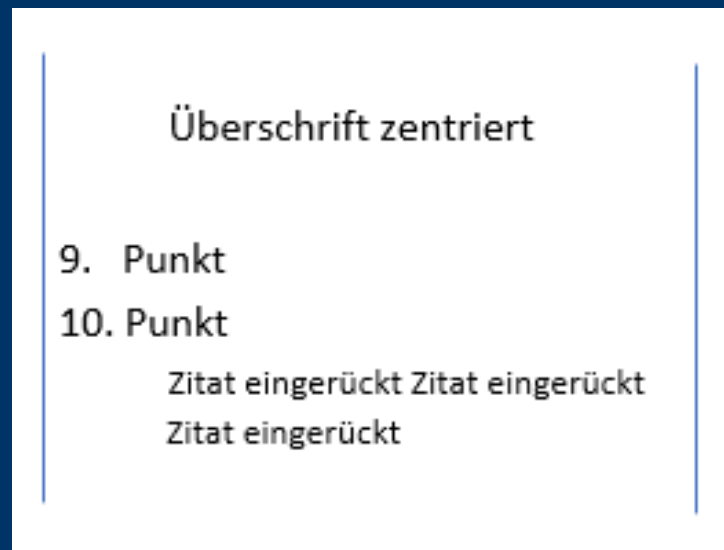 Überschrift zentriert
9. Punkt
10. Punkt
Zitat eingerückt Zitat eingerückt
Zitat eingerückt